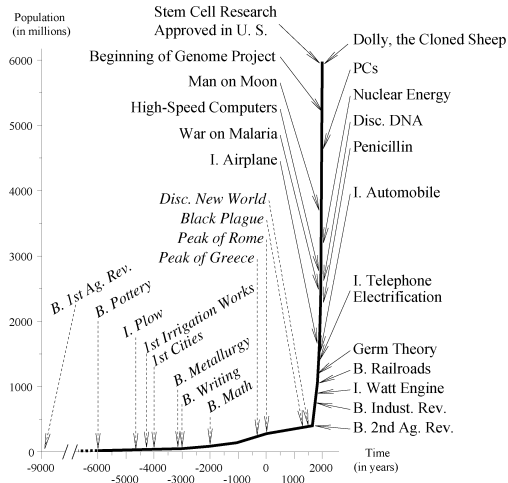 Population
(in millions)
Stem Cell Research
Approved in U. S.
Dolly, the Cloned Sheep
6000
Beginning of Genome Project
PCs
Man on Moon
Nuclear Energy
High-Speed Computers
Disc. DNA
5000
War on Malaria
Penicillin
I. Airplane
4000
Disc. New World
I. Automobile
Black Plague
Peak of Rome
3000
Peak of Greece
B. 1st Ag. Rev.
B. Pottery
I. Plow
1st Irrigation Works
1st Cities
I. Telephone
Electrification
2000
B. Metallurgy
B. Writing
B. Math
Germ Theory
B. Railroads
1000
I. Watt Engine
B. Indust. Rev.
B. 2nd Ag. Rev.
0
Time
(in years)
-9000
-6000
-5000
-4000
-3000
-2000
-1000
0
1000
2000